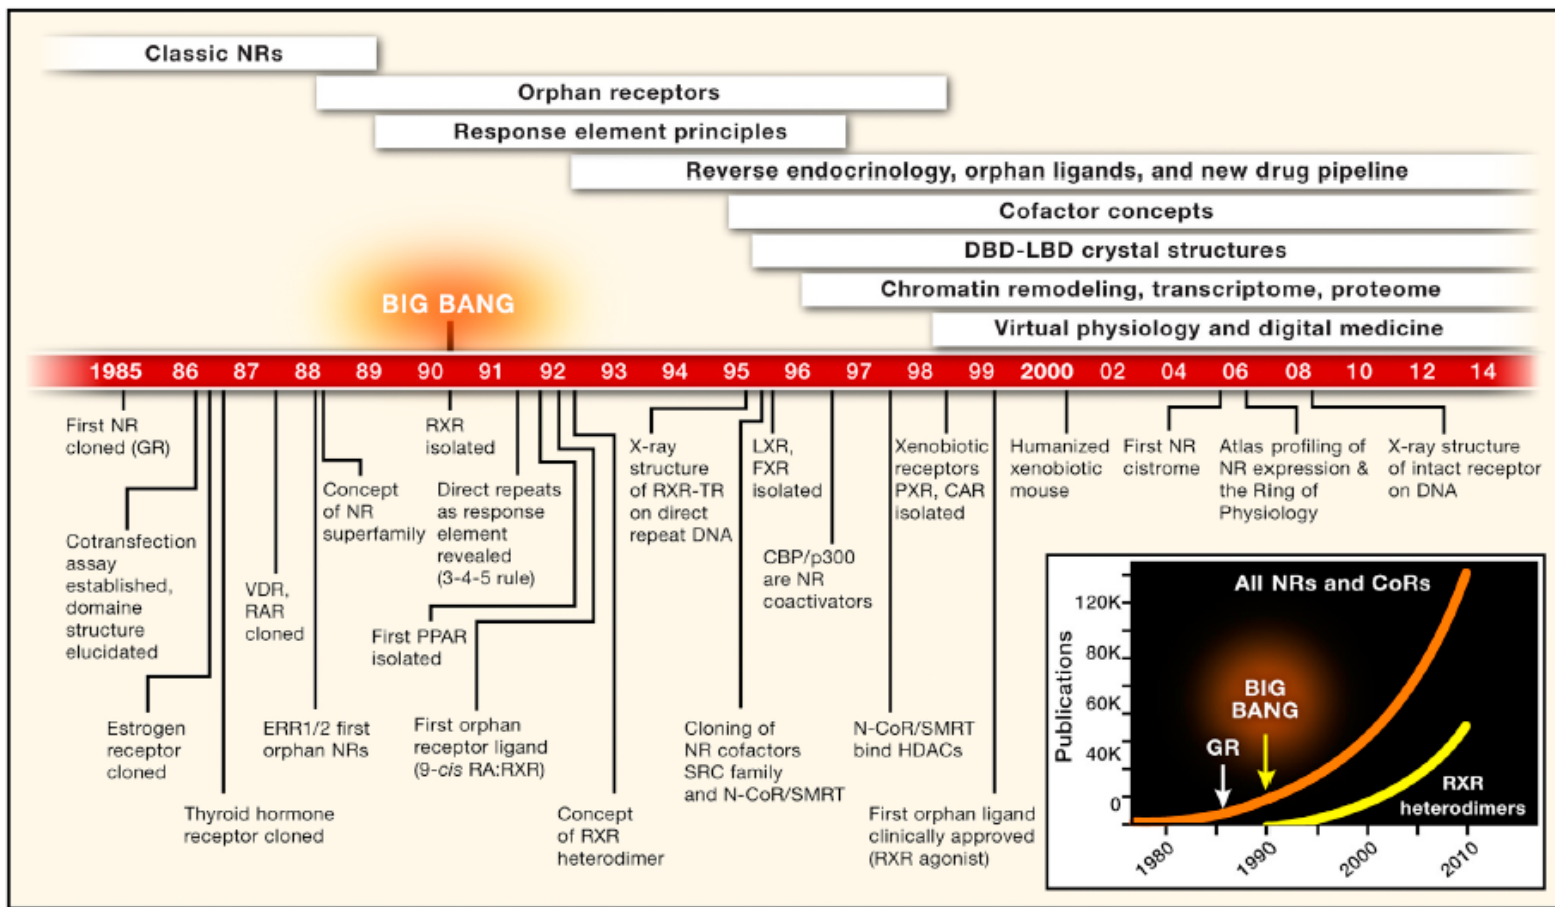 Classic NRs
Orphan receptors
Response element principles
Reverse endocrinology, orphan ligands, and new drug pipeline
Cofactor concepts
DBD-LBD crystal structures
Chromatin remodeling, transcriptome, proteome
Virtual physiology and digital medicine
BIG BANG
1985 86 87 88 89 90 91 92 93 94 95 96 97 98 99 2000 02 04 06 08 10 12 14
First NR
cloned (GR)
Cotransfection
assay
established,
domaine
structure
elucidated
Estrogen
receptor
cloned
Thyroid hormone
receptor cloned
VDR,
RAR
cloned
ERR1/2 first
orphan NRs
Concept
of NR
superfamily
RXR
isolated
Direct repeats
as response
element
revealed
(3-4-5 rule)
First PPAR
isolated
First orphan
receptor ligand
(9-cis RA:RXR)
Concept
of RXR
heterodimer
X-ray
structure
of RXR-TR
on direct
repeat DNA
Cloning of
NR cofactors
SRC family
and N-CoR/SMRT
LXR,
FXR
isolated
CBP/p300
are NR
coactivators
N-CoR/SMRT
bind HDACs
Xenobiotic
receptors
PXR, CAR
isolated
First orphan ligand
clinically approved
(RXR agonist)
Humanized
xenobiotic
mouse
First NR
cistrome
Atlas profiling of
NR expression &
the Ring of
Physiology
X-ray structure
of intact receptor
on DNA
All NRs and CoRs
Publications
120K
80K
60K
40K
0
BIG
BANG
GR
RXR
heterodimers
1980 1990 2000 2010